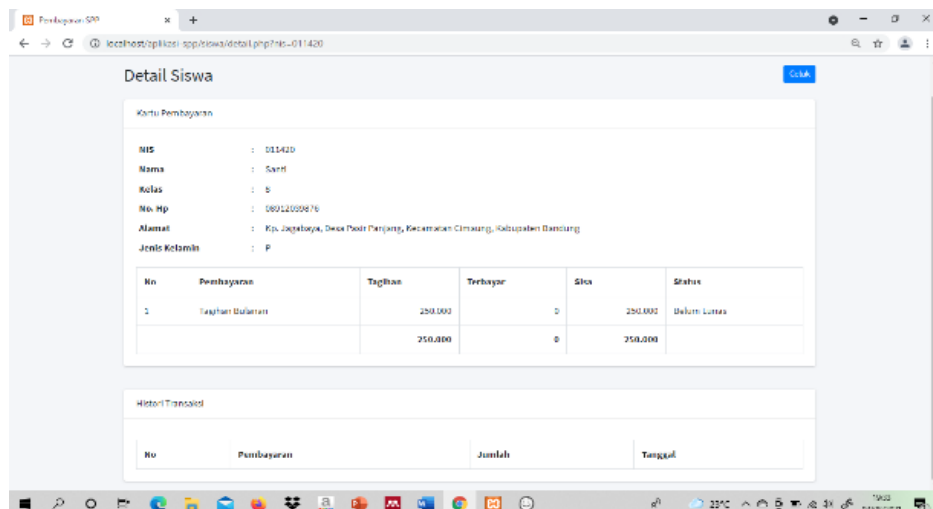 Pembayaran SPP
localhost/aplikasi-spp/siswa/detail.php?nis=011420
Detail Siswa
Cetak
Kartu Pembayaran
NIS : 011420
Nama : Santi
Kelas :
No. Hp :
Alamat : Kp. Jagabaya, Desa Pasir Panjang, Kecamatan Cimaung, Kabupaten Bandung
Jenis Kelamin : P
No Pembayaran Tagihan Terbayar Sisa Status
1 Tagihan Bulanan 250.000 0 250.000 Belum Lunas
250.000 0 250.000
Histori Transaksi
No Pembayaran Jumlah Tanggal